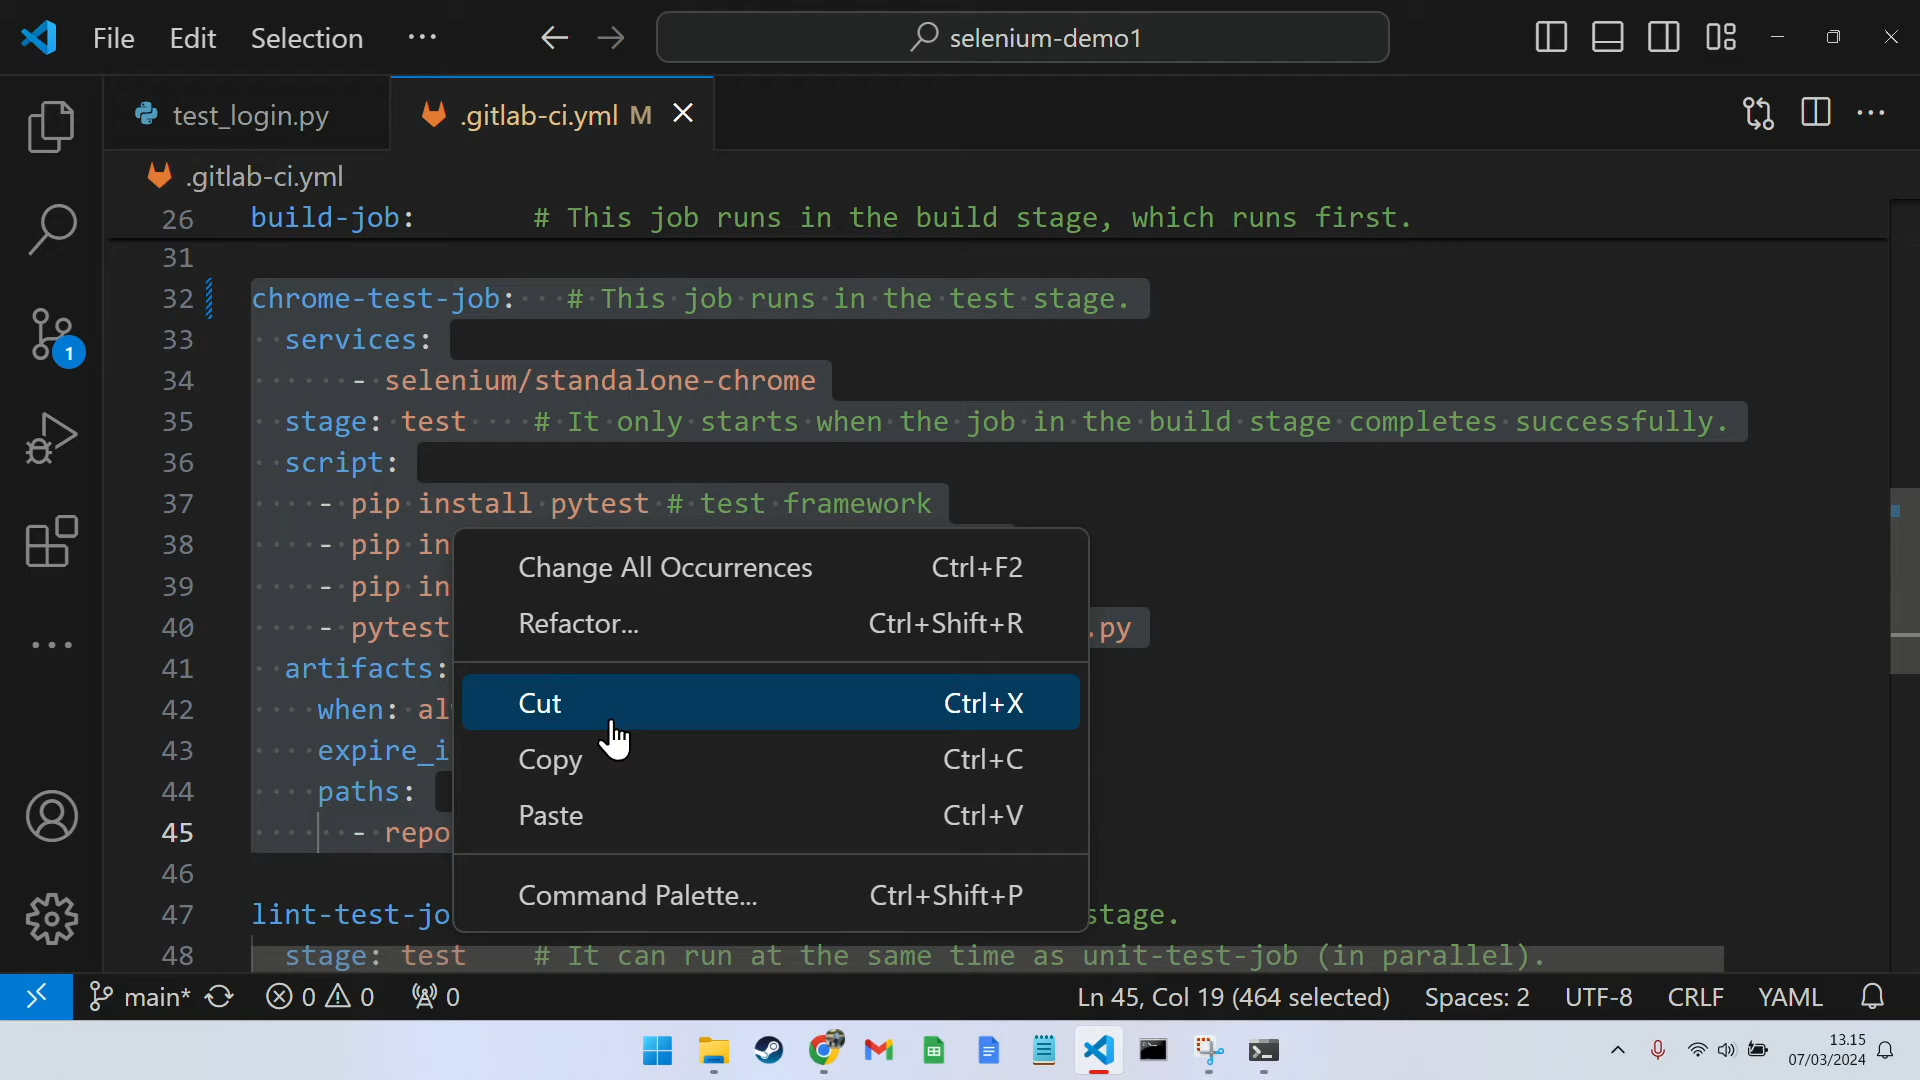 File Edit Selection ··· selenium-demo1
test_login.py .gitlab-ci.yml M
.gitlab-ci.yml
26 build-job: # This job runs in the build stage, which runs first.
31
32 chrome-test-job: # This job runs in the test stage.
33 services:
34 - selenium/standalone-chrome
35 stage: test # It only starts when the job in the build stage completes successfully.
36 script:
37 - pip install pytest # test framework
38 - pip in
39 - pip in
40 - pytest .py
41 artifacts:
42 when: al
43 expire_i
44 paths:
45 - repo
46
47 lint-test-jo stage.
48 stage: test # It can run at the same time as unit-test-job (in parallel).
1
Change All Occurrences Ctrl+F2
Refactor... Ctrl+Shift+R
Cut Ctrl+X
Copy Ctrl+C
Paste Ctrl+V
Command Palette... Ctrl+Shift+P
main* 0 0 0 Ln 45, Col 19 (464 selected) Spaces: 2 UTF-8 CRLF YAML
13.15
07/03/2024